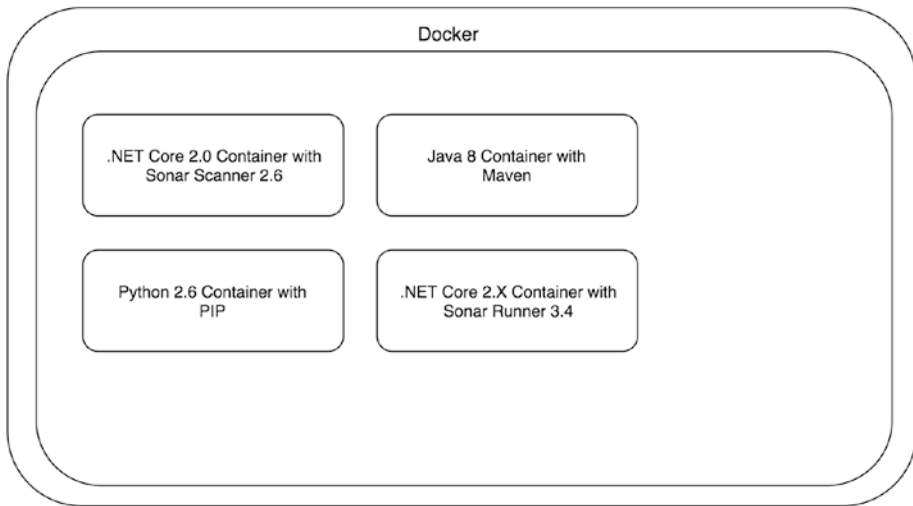 Docker
.NET Core 2.0 Container with
Sonar Scanner 2.6
Java 8 Container with
Maven
Python 2.6 Container with
PIP
.NET Core 2.X Container with
Sonar Runner 3.4